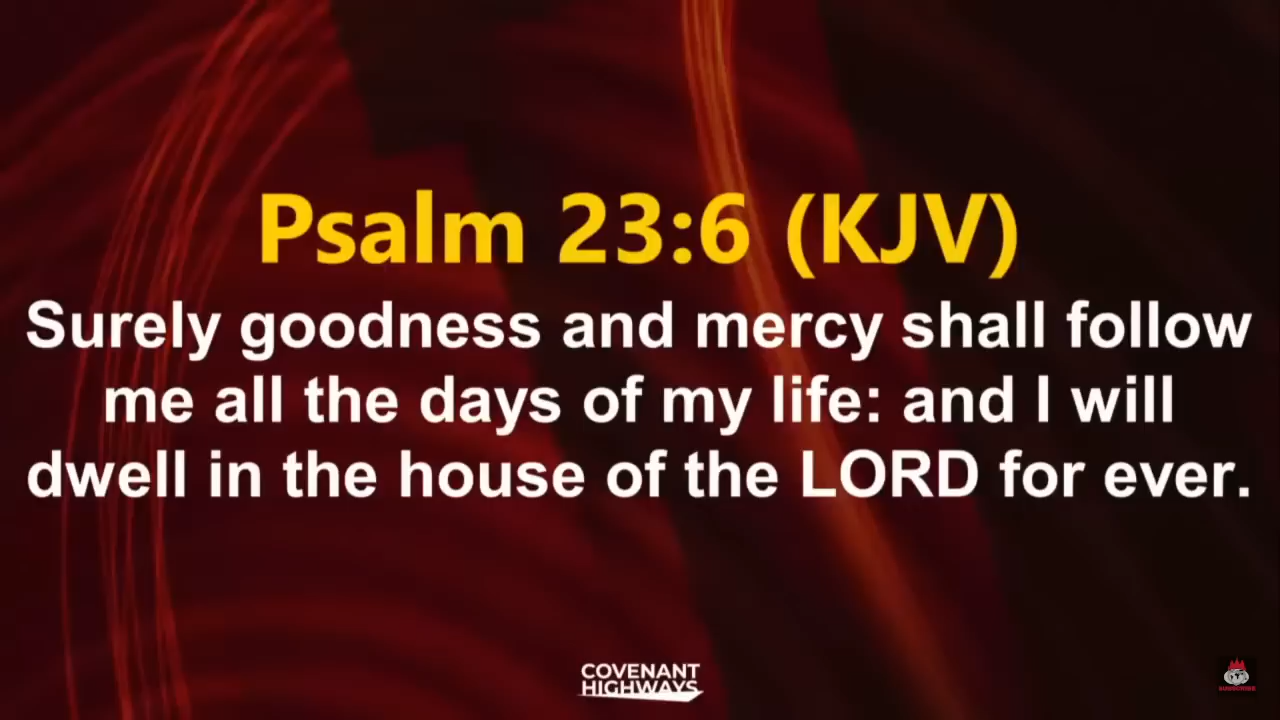 Psalm 23:6 (KJV)
Surely goodness and mercy shall follow
me all the days of my life: and I will
dwell in the house of the LORD for ever.
COVENANT
HIGHWAYS
SUBSCRIBE